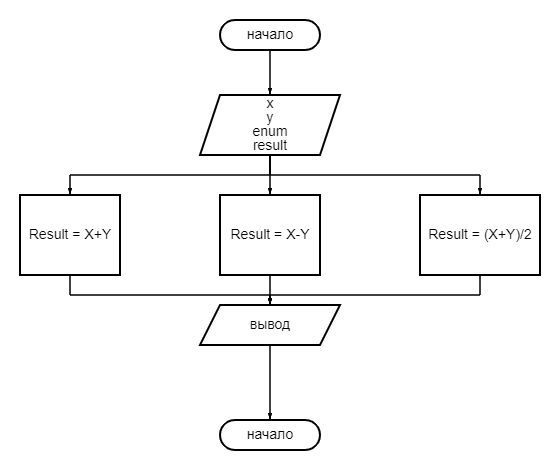 начало
x
y
enum
result
Result = X+Y
Result = X-Y
Result = (X+Y)/2
вывод
начало